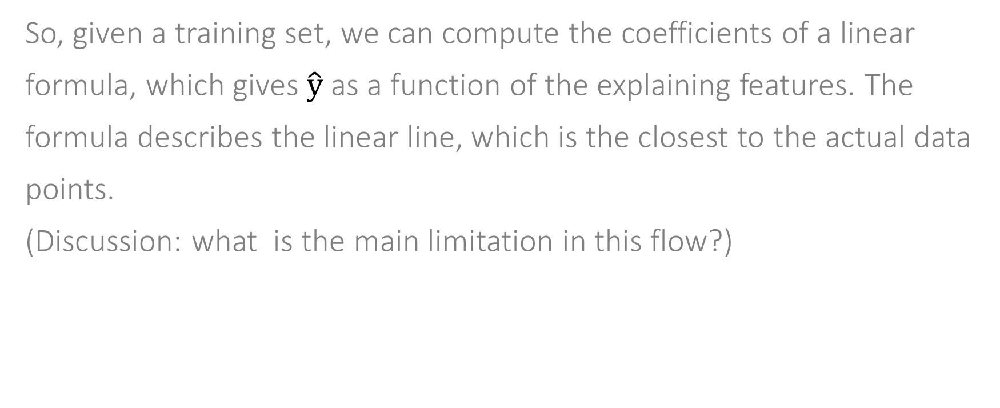 So, given a training set, we can compute the coefficients of a linear
formula, which gives ŷ as a function of the explaining features. The
formula describes the linear line, which is the closest to the actual data
points.
(Discussion: what  is the main limitation in this flow?)